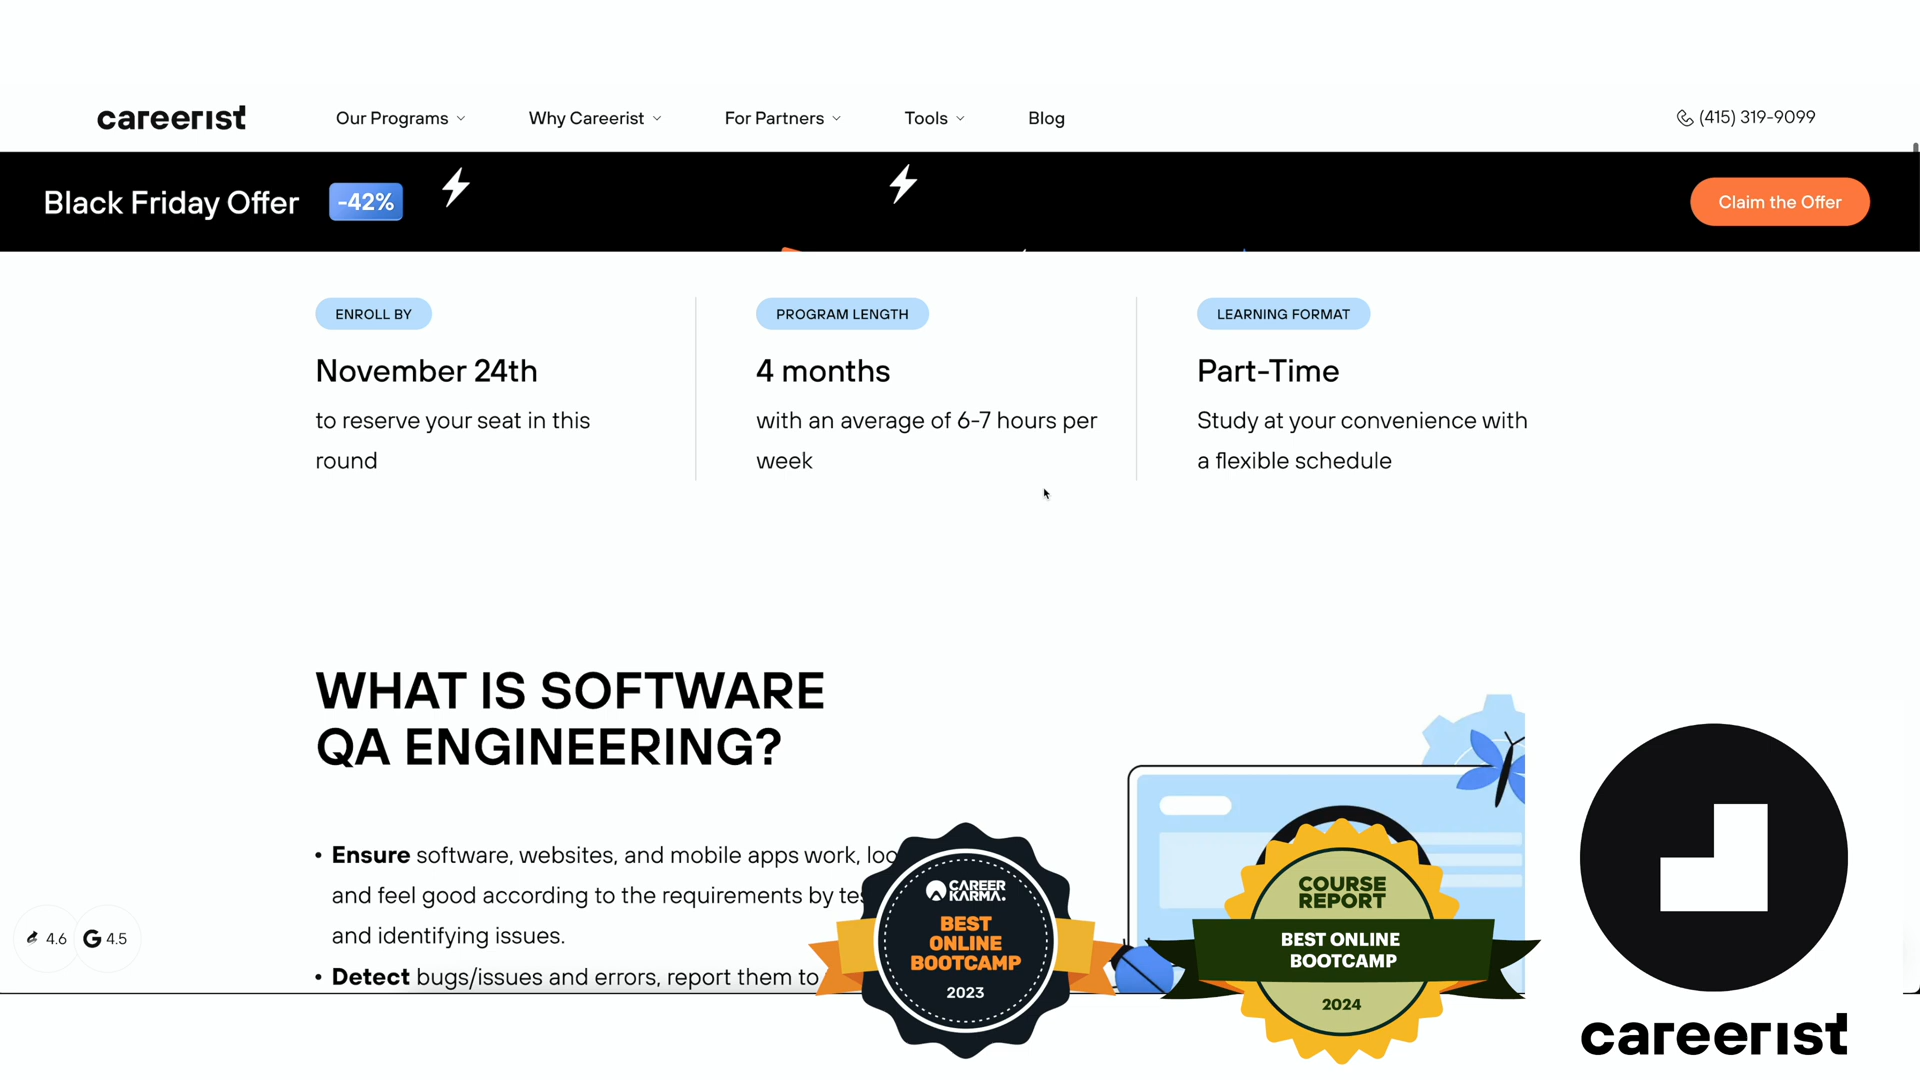 careerist
Our Programs
Why Careerist
For Partners
Tools
Blog
(415) 319-9099
Black Friday Offer
-42%
Claim the Offer
ENROLL BY
November 24th
to reserve your seat in this
round
PROGRAM LENGTH
4 months
with an average of 6-7 hours per
week
LEARNING FORMAT
Part-Time
Study at your convenience with
a flexible schedule
WHAT IS SOFTWARE
QA ENGINEERING?
• Ensure software, websites, and mobile apps work,
and feel good according to the requirements by
and identifying issues.
• Detect bugs/issues and errors, report them to
4.6
G 4.5
CAREER
KARMA.
BEST
ONLINE
BOOTCAMP
2023
COURSE
REPORT
BEST ONLINE
BOOTCAMP
2024
careerist